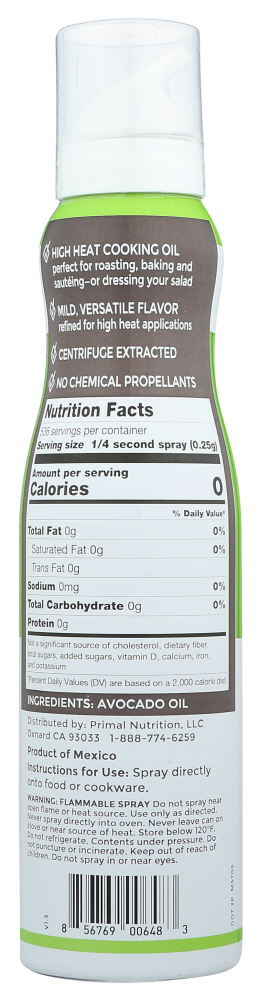 HIGH HEAT COOKING OIL
perfect for roasting, baking and
sautéing–or dressing your salad
MILD, VERSATILE FLAVOR
refined for high heat applications
CENTRIFUGE EXTRACTED
NO CHEMICAL PROPELLANTS
Nutrition Facts
636 servings per container
Serving size 1/4 second spray (0.25g)
Amount per serving
Calories 0
% Daily Value*
Total Fat 0g 0%
Saturated Fat 0g 0%
Trans Fat 0g
Sodium 0mg 0%
Total Carbohydrate 0g 0%
Protein 0g
Not a significant source of cholesterol, dietary fiber,
total sugars, added sugars, vitamin D, calcium, iron,
and potassium
*Percent Daily Values (DV) are based on a 2,000 calorie diet.
INGREDIENTS: AVOCADO OIL
Distributed by: Primal Nutrition, LLC
Oxnard CA 93033 1-888-774-6259
Product of Mexico
Instructions for Use: Spray directly
onto food or cookware.
WARNING: FLAMMABLE SPRAY Do not spray near
open flame or heat source. Use only as directed.
Never spray directly into oven. Never leave can on
stove or near source of heat. Store below 120°F.
Do not refrigerate. Contents under pressure. Do
not puncture or incinerate. Keep out of reach of
children. Do not spray in or near eyes.
V1.3
8 56769 00648 3
DOT 2P M5706